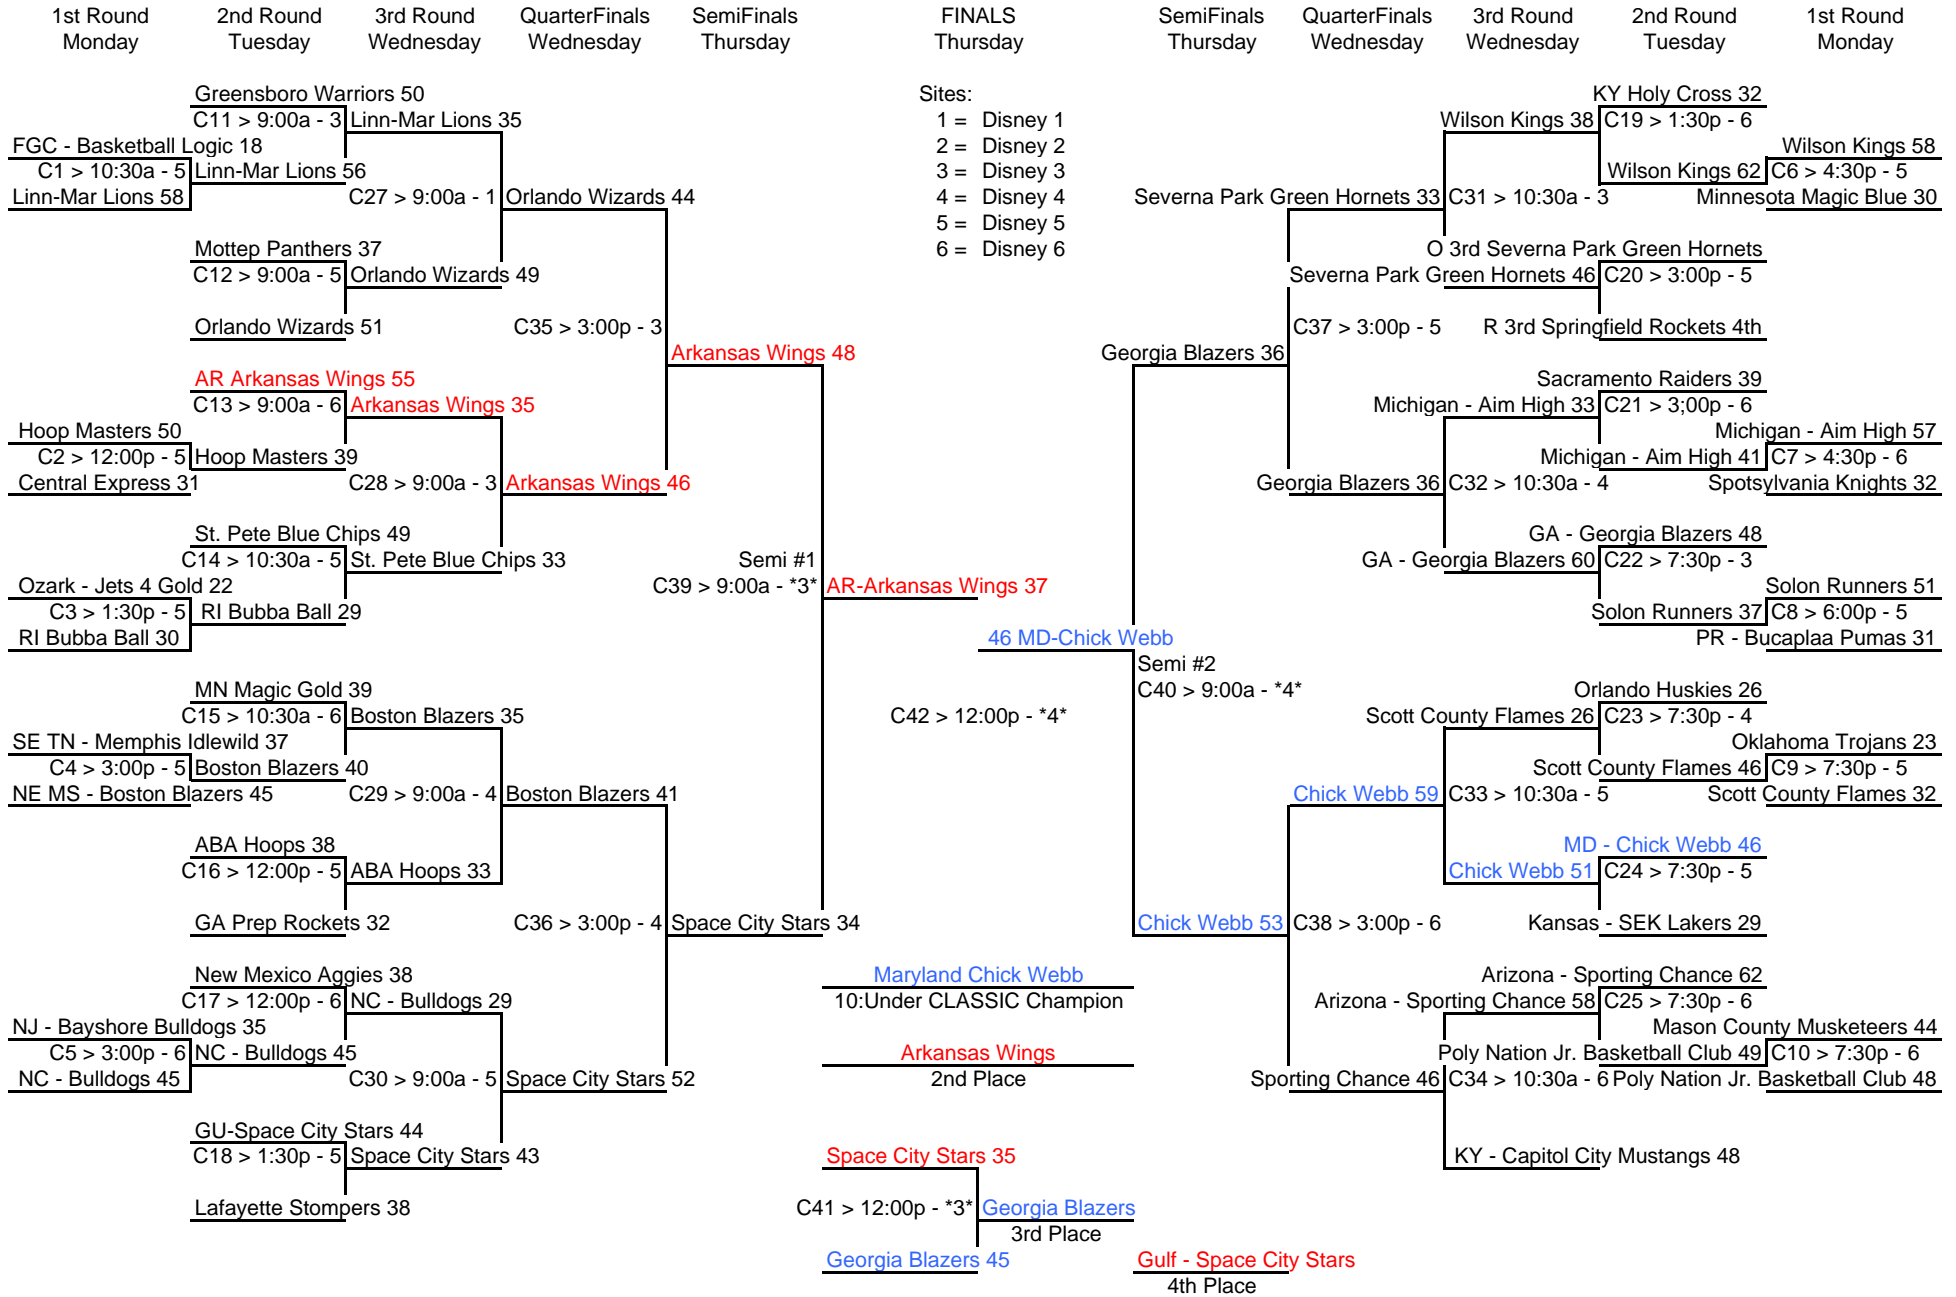 1st Round 2nd Round 3rd Round QuarterFinals SemiFinals FINALS SemiFinals QuarterFinals 3rd Round 2nd Round 1st Round
Monday Tuesday Wednesday Wednesday Thursday Thursday Thursday Wednesday Wednesday Tuesday Monday
Greensboro Warriors 50 Sites: KY Holy Cross 32
C11 > 9:00a - 3 Linn-Mar Lions 35 1 = Disney 1 Wilson Kings 38 C19 > 1:30p - 6
FGC - Basketball Logic 18 2 = Disney 2 Wilson Kings 58
C1 > 10:30a - 5 Linn-Mar Lions 56 3 = Disney 3 Wilson Kings 62 C6 > 4:30p - 5
Linn-Mar Lions 58 C27 > 9:00a - 1 Orlando Wizards 44 4 = Disney 4 Severna Park Green Hornets 33 C31 > 10:30a - 3 Minnesota Magic Blue 30
5 = Disney 5
Mottep Panthers 37 6 = Disney 6 O 3rd Severna Park Green Hornets
C12 > 9:00a - 5 Orlando Wizards 49 Severna Park Green Hornets 46 C20 > 3:00p - 5
Orlando Wizards 51 C35 > 3:00p - 3 C37 > 3:00p - 5 R 3rd Springfield Rockets 4th
Arkansas Wings 48 Georgia Blazers 36
AR Arkansas Wings 55 Sacramento Raiders 39
C13 > 9:00a - 6 Arkansas Wings 35 Michigan - Aim High 33 C21 > 3;00p - 6
Hoop Masters 50 Michigan - Aim High 57
C2 > 12:00p - 5 Hoop Masters 39 Michigan - Aim High 41 C7 > 4:30p - 6
Central Express 31 C28 > 9:00a - 3 Arkansas Wings 46 Georgia Blazers 36 C32 > 10:30a - 4 Spotsylvania Knights 32
St. Pete Blue Chips 49 GA - Georgia Blazers 48
C14 > 10:30a - 5 St. Pete Blue Chips 33 Semi #1 GA - Georgia Blazers 60 C22 > 7:30p - 3
Ozark - Jets 4 Gold 22 C39 > 9:00a - *3* AR-Arkansas Wings 37 Solon Runners 51
C3 > 1:30p - 5 RI Bubba Ball 29 Solon Runners 37 C8 > 6:00p - 5
RI Bubba Ball 30 46 MD-Chick Webb PR - Bucaplaa Pumas 31
Semi #2
MN Magic Gold 39 C40 > 9:00a - *4* Orlando Huskies 26
C15 > 10:30a - 6 Boston Blazers 35 C42 > 12:00p - *4* Scott County Flames 26 C23 > 7:30p - 4
SE TN - Memphis Idlewild 37 Oklahoma Trojans 23
C4 > 3:00p - 5 Boston Blazers 40 Scott County Flames 46 C9 > 7:30p - 5
NE MS - Boston Blazers 45 C29 > 9:00a - 4 Boston Blazers 41 Chick Webb 59 C33 > 10:30a - 5 Scott County Flames 32
ABA Hoops 38 MD - Chick Webb 46
C16 > 12:00p - 5 ABA Hoops 33 Chick Webb 51 C24 > 7:30p - 5
GA Prep Rockets 32 C36 > 3:00p - 4 Space City Stars 34 Chick Webb 53 C38 > 3:00p - 6 Kansas - SEK Lakers 29
New Mexico Aggies 38 Maryland Chick Webb Arizona - Sporting Chance 62
C17 > 12:00p - 6 NC - Bulldogs 29 10:Under CLASSIC Champion Arizona - Sporting Chance 58 C25 > 7:30p - 6
NJ - Bayshore Bulldogs 35 Mason County Musketeers 44
C5 > 3:00p - 6 NC - Bulldogs 45 Arkansas Wings Poly Nation Jr. Basketball Club 49 C10 > 7:30p - 6
NC - Bulldogs 45 C30 > 9:00a - 5 Space City Stars 52 2nd Place Sporting Chance 46 C34 > 10:30a - 6 Poly Nation Jr. Basketball Club 48
GU-Space City Stars 44
C18 > 1:30p - 5 Space City Stars 43 Space City Stars 35 KY - Capitol City Mustangs 48
Lafayette Stompers 38 C41 > 12:00p - *3* Georgia Blazers
3rd Place
Georgia Blazers 45 Gulf - Space City Stars
4th Place